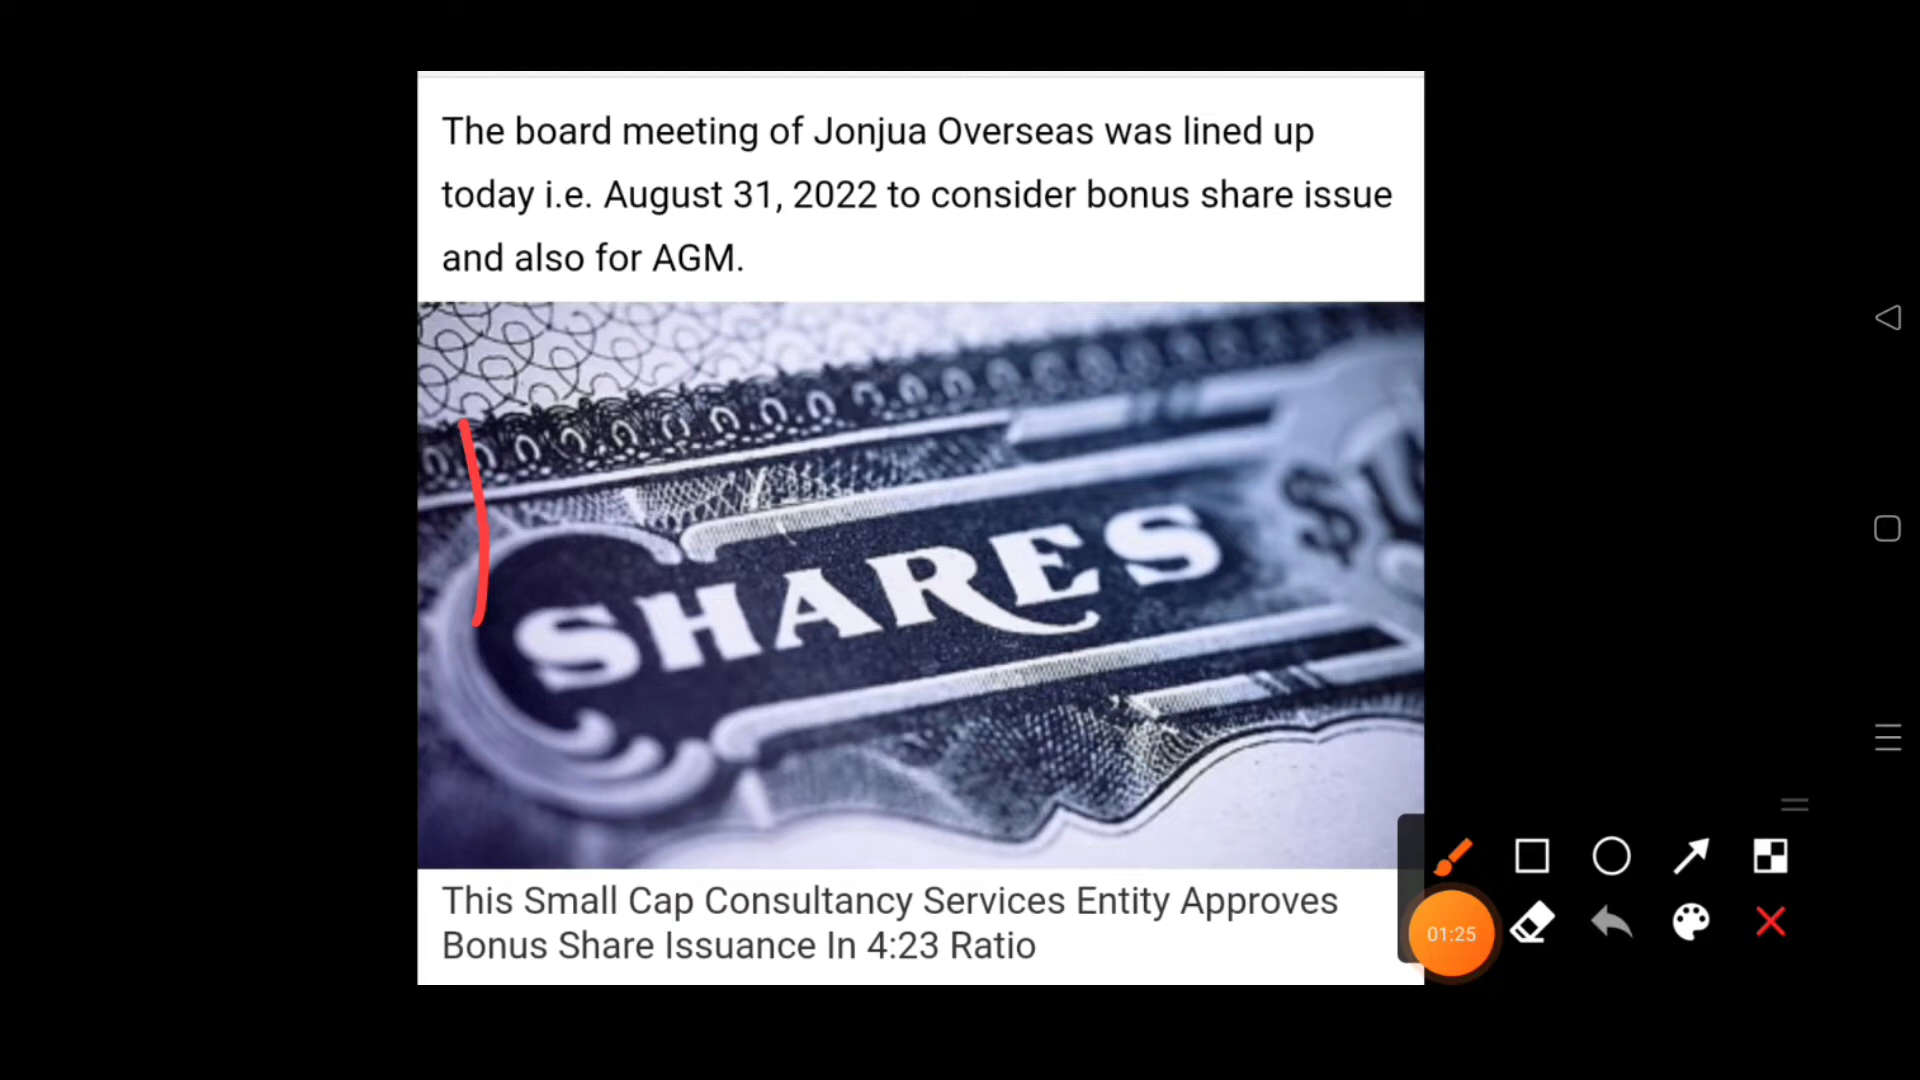 The board meeting of Jonjua Overseas was lined up
today i.e. August 31, 2022 to consider bonus share issue
and also for AGM.
SHARES
This Small Cap Consultancy Services Entity Approves
Bonus Share Issuance In 4:23 Ratio
01:25